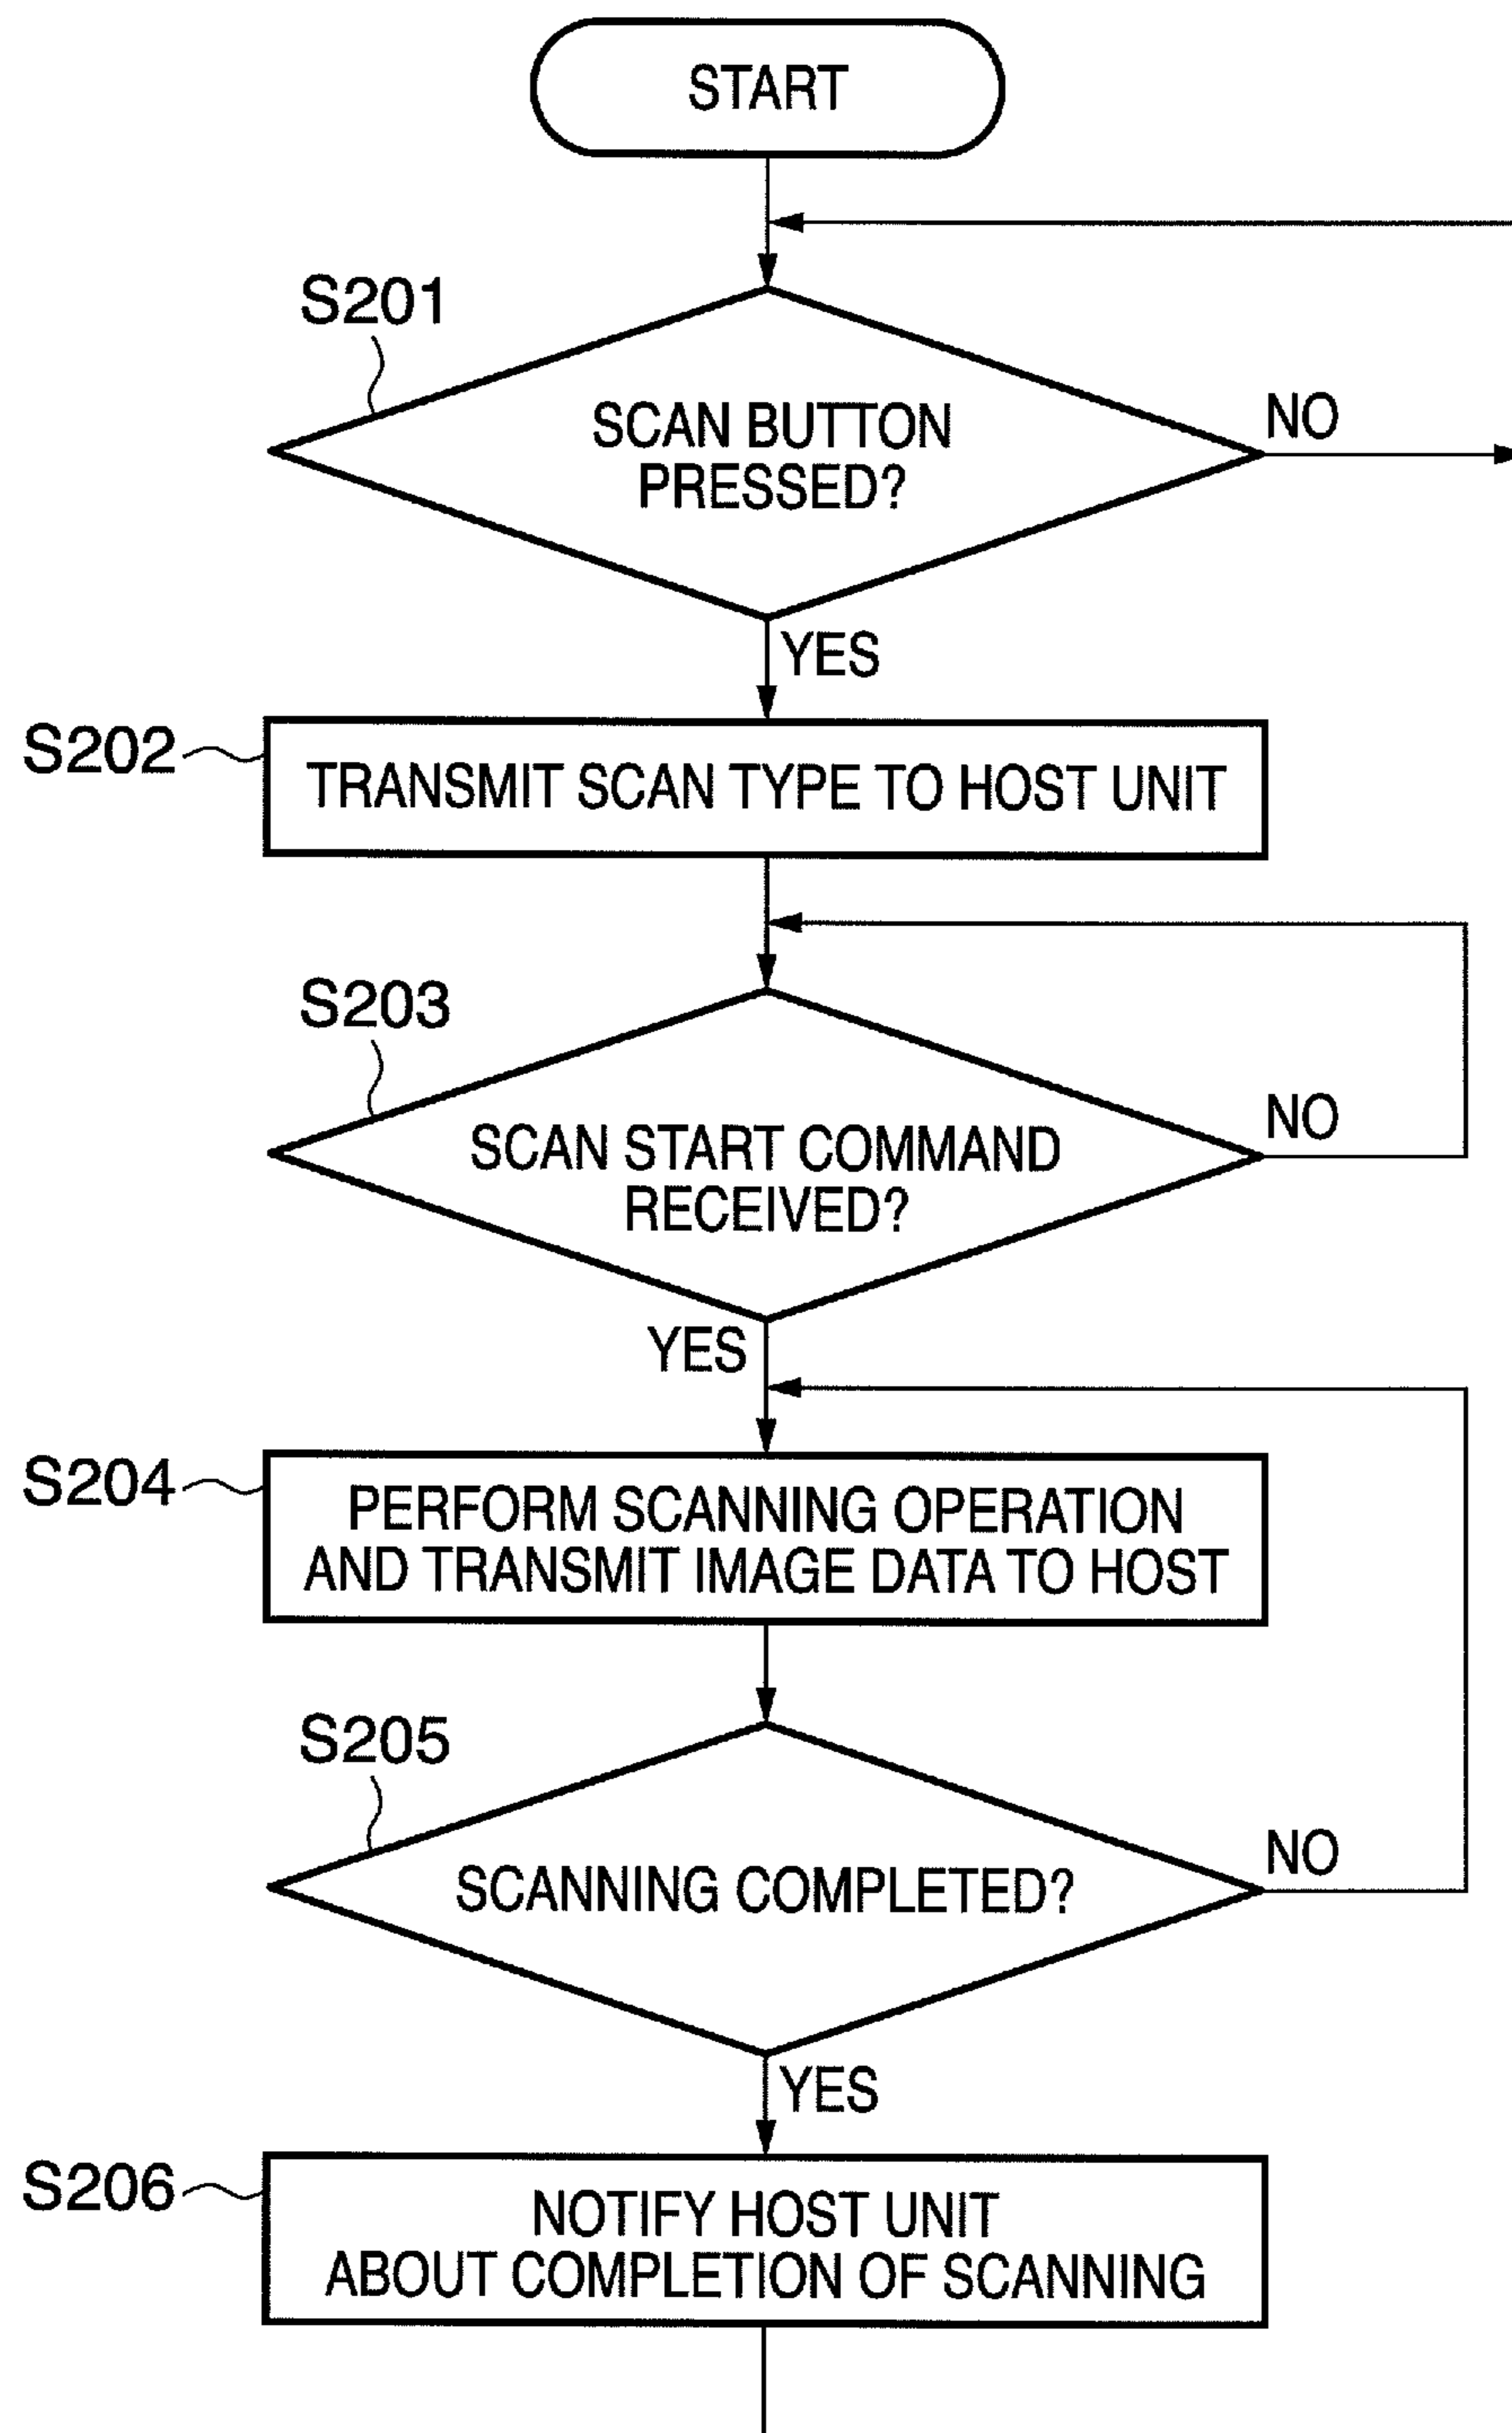 START
S201
SCAN BUTTON
PRESSED?
NO
YES
S202
TRANSMIT SCAN TYPE TO HOST UNIT
S203
SCAN START COMMAND
RECEIVED?
NO
YES
S204
PERFORM SCANNING OPERATION
AND TRANSMIT IMAGE DATA TO HOST
S205
SCANNING COMPLETED?
NO
YES
S206
NOTIFY HOST UNIT
ABOUT COMPLETION OF SCANNING